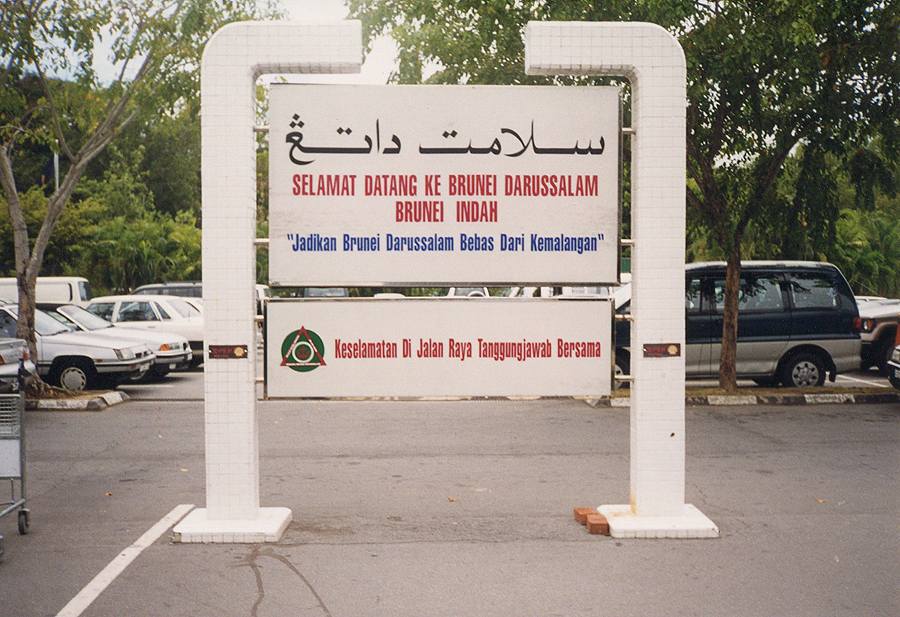 سلامت داتڠ
SELAMAT DATANG KE BRUNEI DARUSSALAM
BRUNEI INDAH
"Jadikan Brunei Darussalam Bebas Dari Kemalangan"
Keselamatan Di Jalan Raya Tanggungjawab Bersama